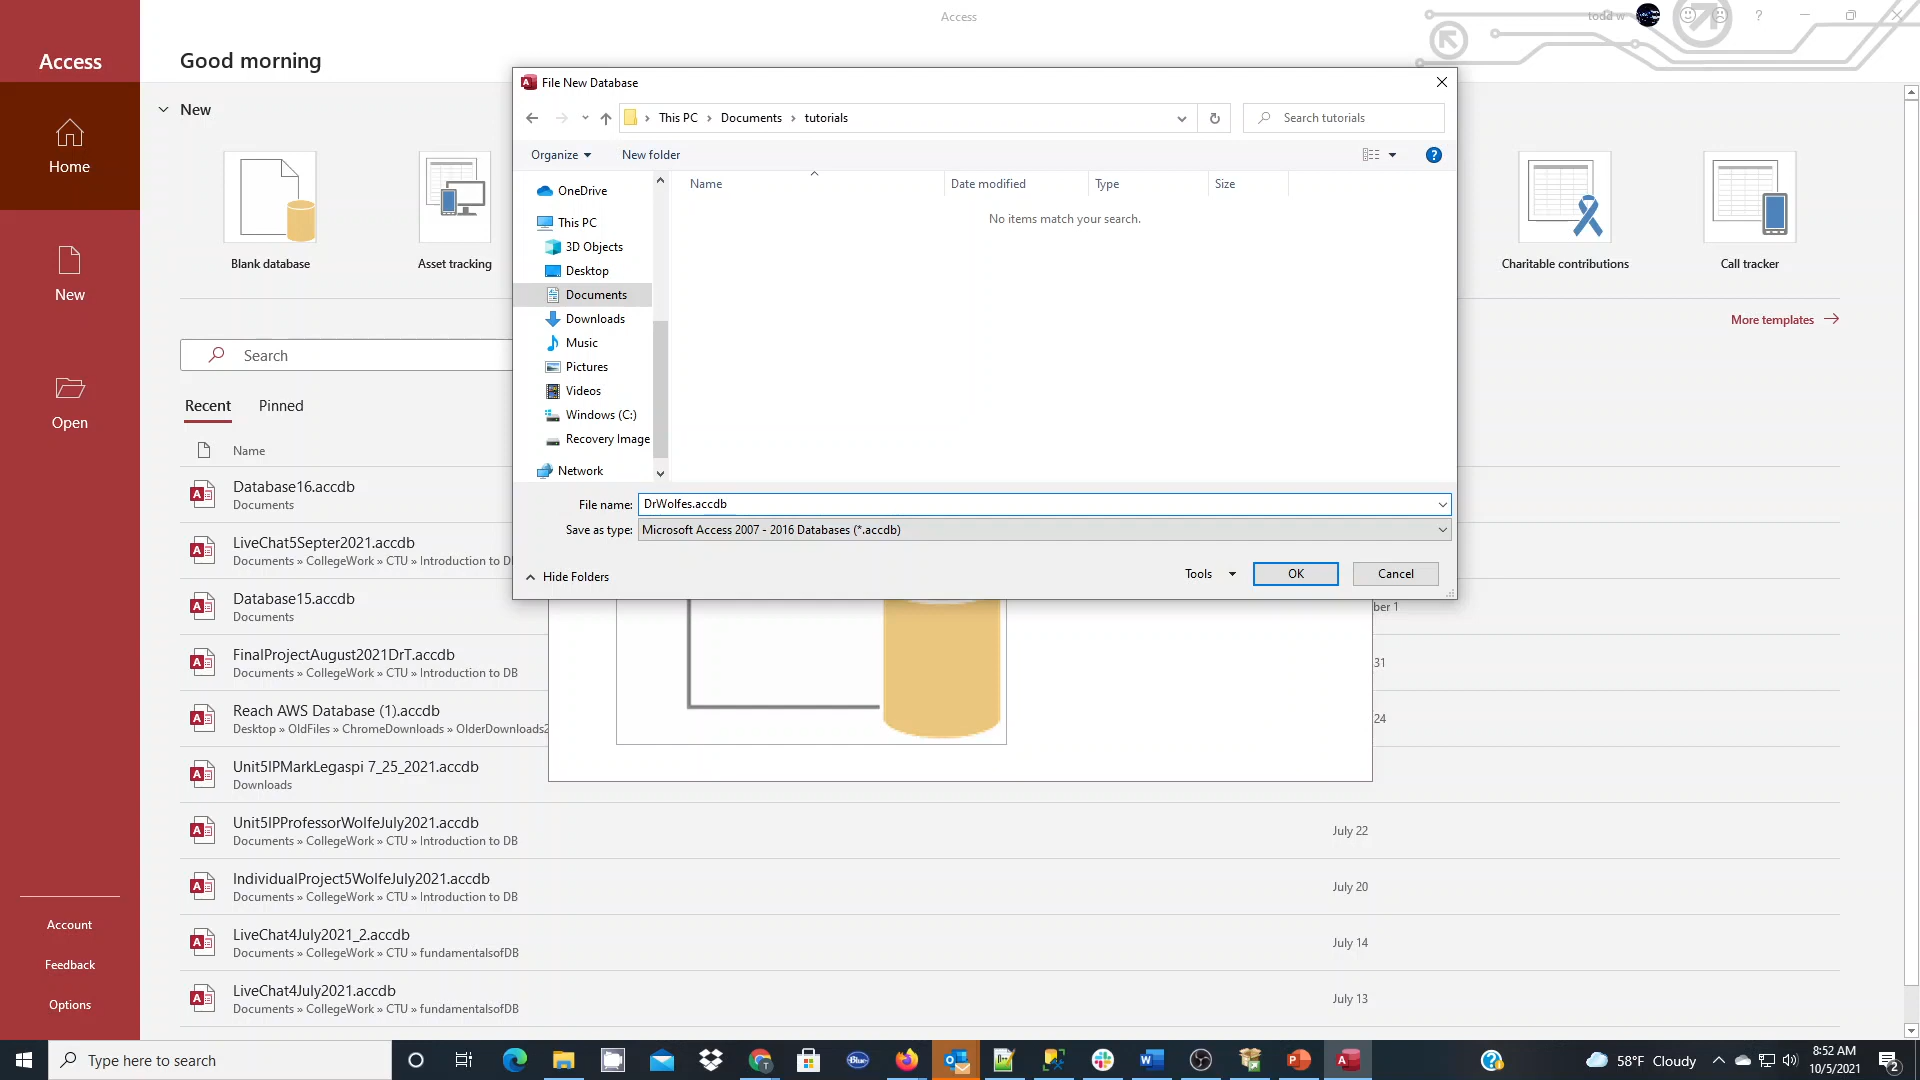 Access
todd w
?
Access
Good morning
Home
New
Open
Account
Feedback
Options
New
Blank database
Asset tracking
Charitable contributions
Call tracker
More templates
Search
Recent
Pinned
Name
Database16.accdb
Documents
LiveChat5Septer2021.accdb
Documents » CollegeWork » CTU » Introduction to DB
Database15.accdb
Documents
ber 1
FinalProjectAugust2021DrT.accdb
Documents » CollegeWork » CTU » Introduction to DB
31
Reach AWS Database (1).accdb
Desktop » OldFiles » ChromeDownloads » OlderDownloads2
24
Unit5IPMarkLegaspi 7_25_2021.accdb
Downloads
Unit5IPProfessorWolfeJuly2021.accdb
Documents » CollegeWork » CTU » Introduction to DB
July 22
IndividualProject5WolfeJuly2021.accdb
Documents » CollegeWork » CTU » Introduction to DB
July 20
LiveChat4July2021_2.accdb
Documents » CollegeWork » CTU » fundamentalsofDB
July 14
LiveChat4July2021.accdb
Documents » CollegeWork » CTU » fundamentalsofDB
July 13
File New Database
This PC › Documents › tutorials
Search tutorials
Organize
New folder
?
OneDrive
This PC
3D Objects
Desktop
Documents
Downloads
Music
Pictures
Videos
Windows (C:)
Recovery Image
Network
Name
Date modified
Type
Size
No items match your search.
File name: DrWolfes.accdb
Save as type: Microsoft Access 2007 - 2016 Databases (*.accdb)
Hide Folders
Tools
OK
Cancel
Type here to search
58°F Cloudy
8:52 AM
10/5/2021
2